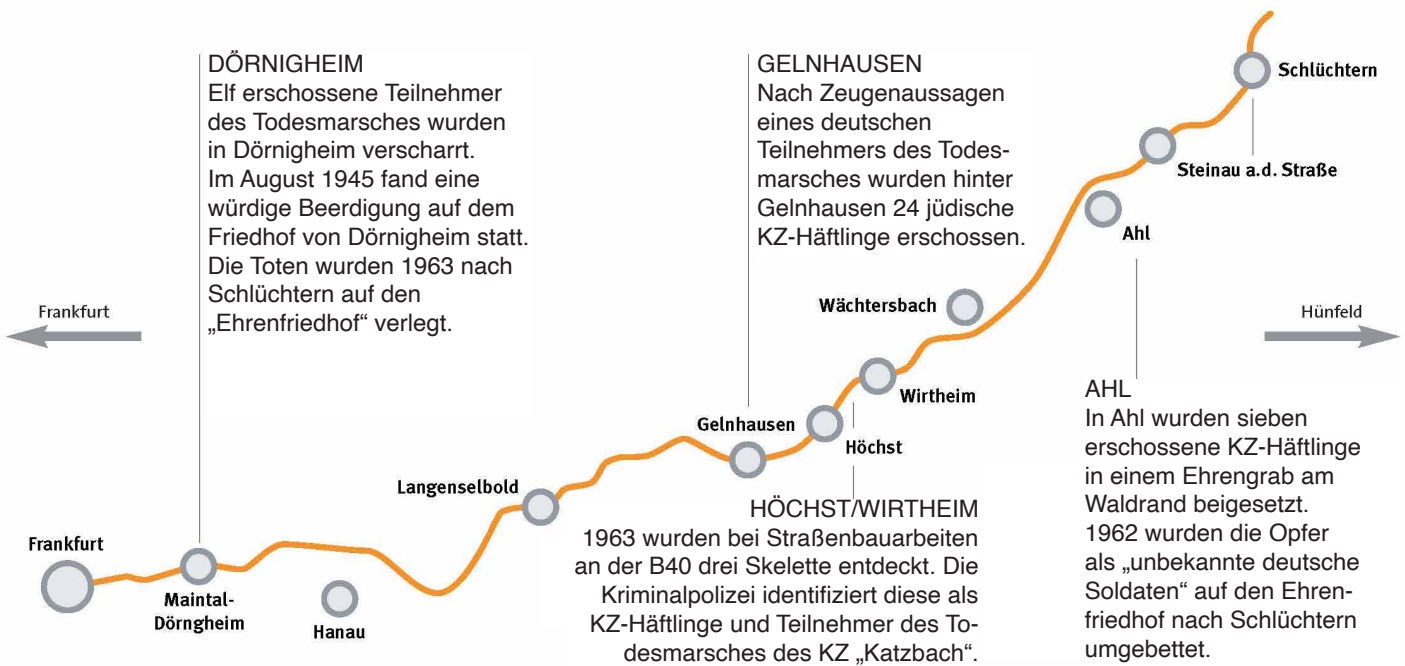 DÖRNIGHEIM
Elf erschossene Teilnehmer
des Todesmarsches wurden
in Dörnigheim verscharrt.
Im August 1945 fand eine
würdige Beerdigung auf dem
Friedhof von Dörnigheim statt.
Die Toten wurden 1963 nach
Schlüchtern auf den
„Ehrenfriedhof“ verlegt.
GELNHAUSEN
Nach Zeugenaussagen
eines deutschen
Teilnehmers des Todes-
marsches wurden hinter
Gelnhausen 24 jüdische
KZ-Häftlinge erschossen.
Schlüchtern
Steinau a.d. Straße
Ahl
Wächtersbach
Frankfurt
Hünfeld
Wirtheim
Gelnhausen
Höchst
Langenselbold
Frankfurt
Maintal-
Dörngheim
Hanau
HÖCHST/WIRTHEIM
1963 wurden bei Straßenbauarbeiten
an der B40 drei Skelette entdeckt. Die
Kriminalpolizei identifiziert diese als
KZ-Häftlinge und Teilnehmer des To-
desmarsches des KZ „Katzbach“.
AHL
In Ahl wurden sieben
erschossene KZ-Häftlinge
in einem Ehrengrab am
Waldrand beigesetzt.
1962 wurden die Opfer
als „unbekannte deutsche
Soldaten“ auf den Ehren-
friedhof nach Schlüchtern
umgebettet.